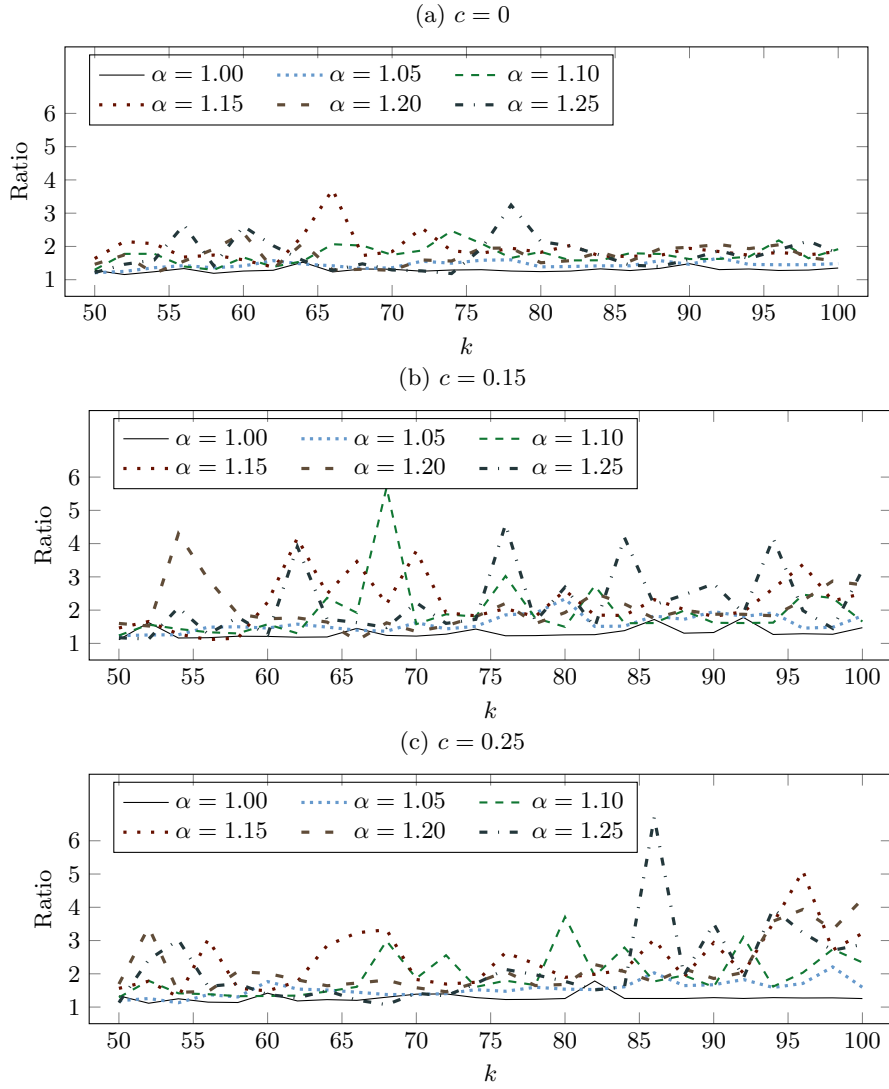 (a) c = 0
α = 1.00 α = 1.05 α = 1.10
α = 1.15 α = 1.20 α = 1.25
Ratio
6
5
4
3
2
1
50 55 60 65 70 75 80 85 90 95 100
k
(b) c = 0.15
α = 1.00 α = 1.05 α = 1.10
α = 1.15 α = 1.20 α = 1.25
Ratio
6
5
4
3
2
1
50 55 60 65 70 75 80 85 90 95 100
k
(c) c = 0.25
α = 1.00 α = 1.05 α = 1.10
α = 1.15 α = 1.20 α = 1.25
Ratio
6
5
4
3
2
1
50 55 60 65 70 75 80 85 90 95 100
k